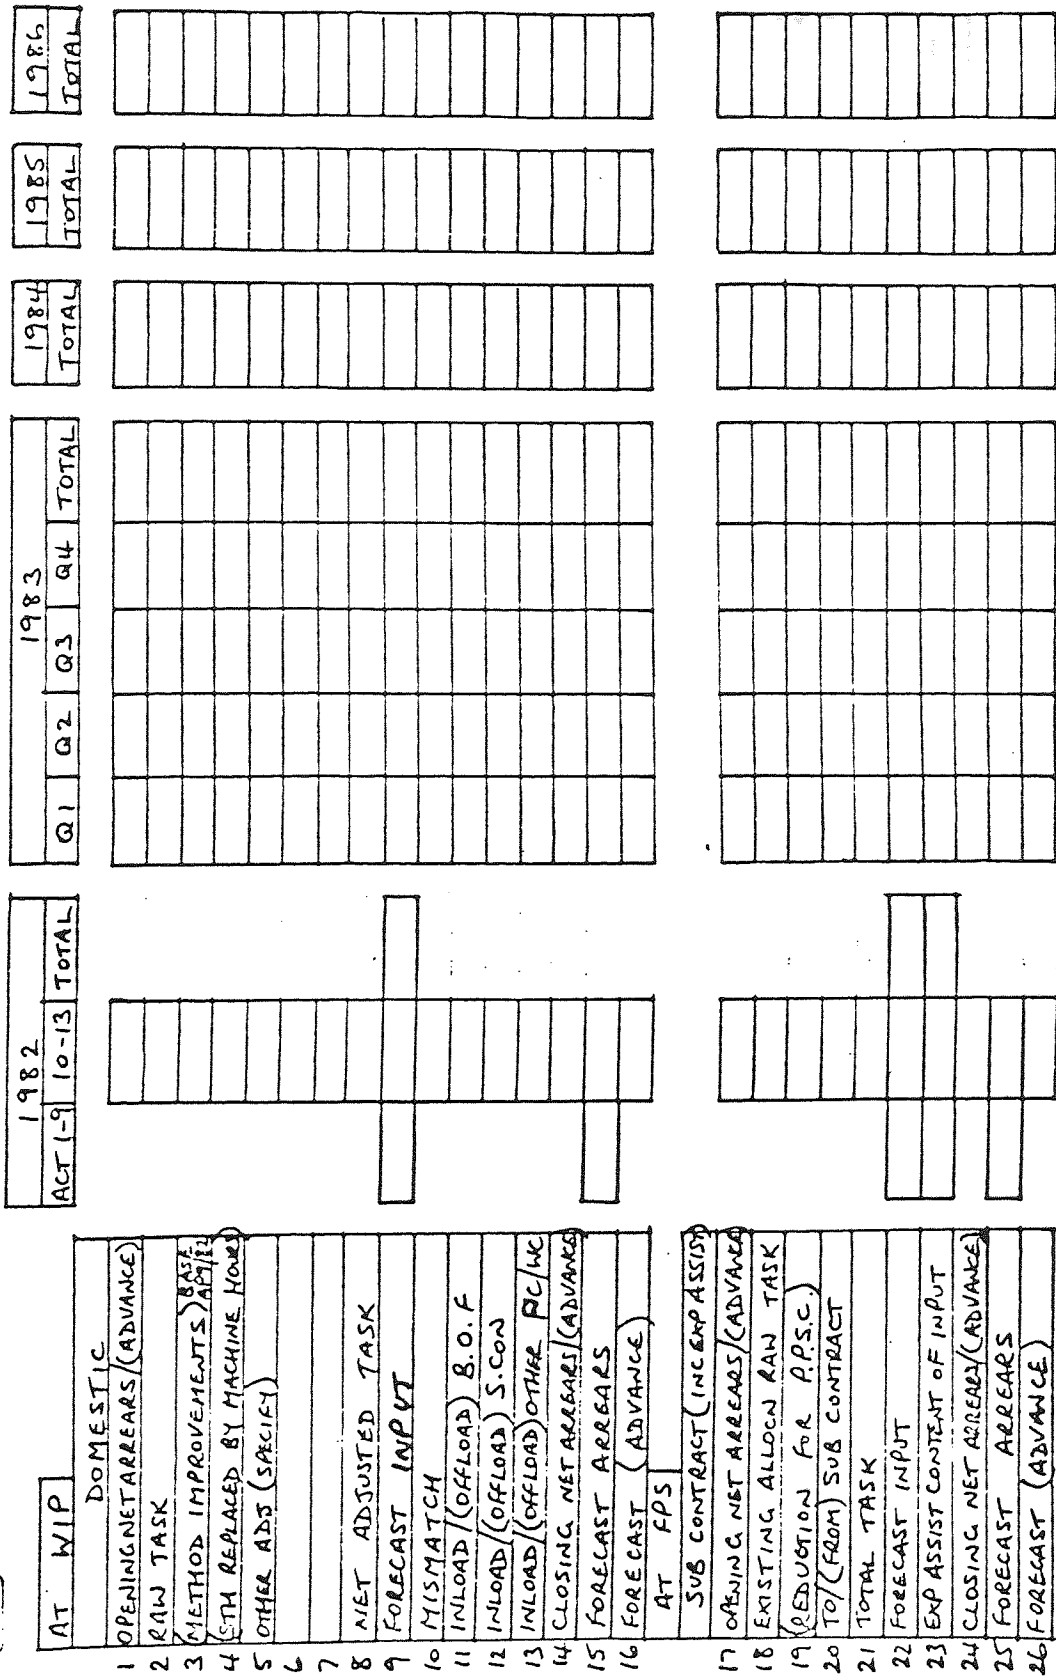 1982 1983 1984 1985 1986
AT WIP ACT 1-9 10-13 TOTAL Q1 Q2 Q3 Q4 TOTAL TOTAL TOTAL TOTAL
DOMESTIC
1 OPENING NET ARREARS/(ADVANCE)
2 RAW TASK
3 (METHOD IMPROVEMENTS) BASE AP9/82
4 (STH REPLACED BY MACHINE HOURS)
5 OTHER ADJ (SPECIFY)
6
7
8 NET ADJUSTED TASK
9 FORECAST INPUT
10 MISMATCH
11 INLOAD/(OFFLOAD) B.O.F
12 INLOAD/(OFFLOAD) S.CON
13 INLOAD/(OFFLOAD) OTHER PC/WC
14 CLOSING NET ARREARS/(ADVANCE)
15 FORECAST ARREARS
16 FORECAST (ADVANCE)
AT FPS
SUB CONTRACT (INC EXP ASSIST)
17 OPENING NET ARREARS/(ADVANCE)
18 EXISTING ALLOCN RAW TASK
19 (REDUCTION FOR P.P.S.C.)
20 TO/(FROM) SUB CONTRACT
21 TOTAL TASK
22 FORECAST INPUT
23 EXP ASSIST CONTENT OF INPUT
24 CLOSING NET ARREARS/(ADVANCE)
25 FORECAST ARREARS
26 FORECAST (ADVANCE)